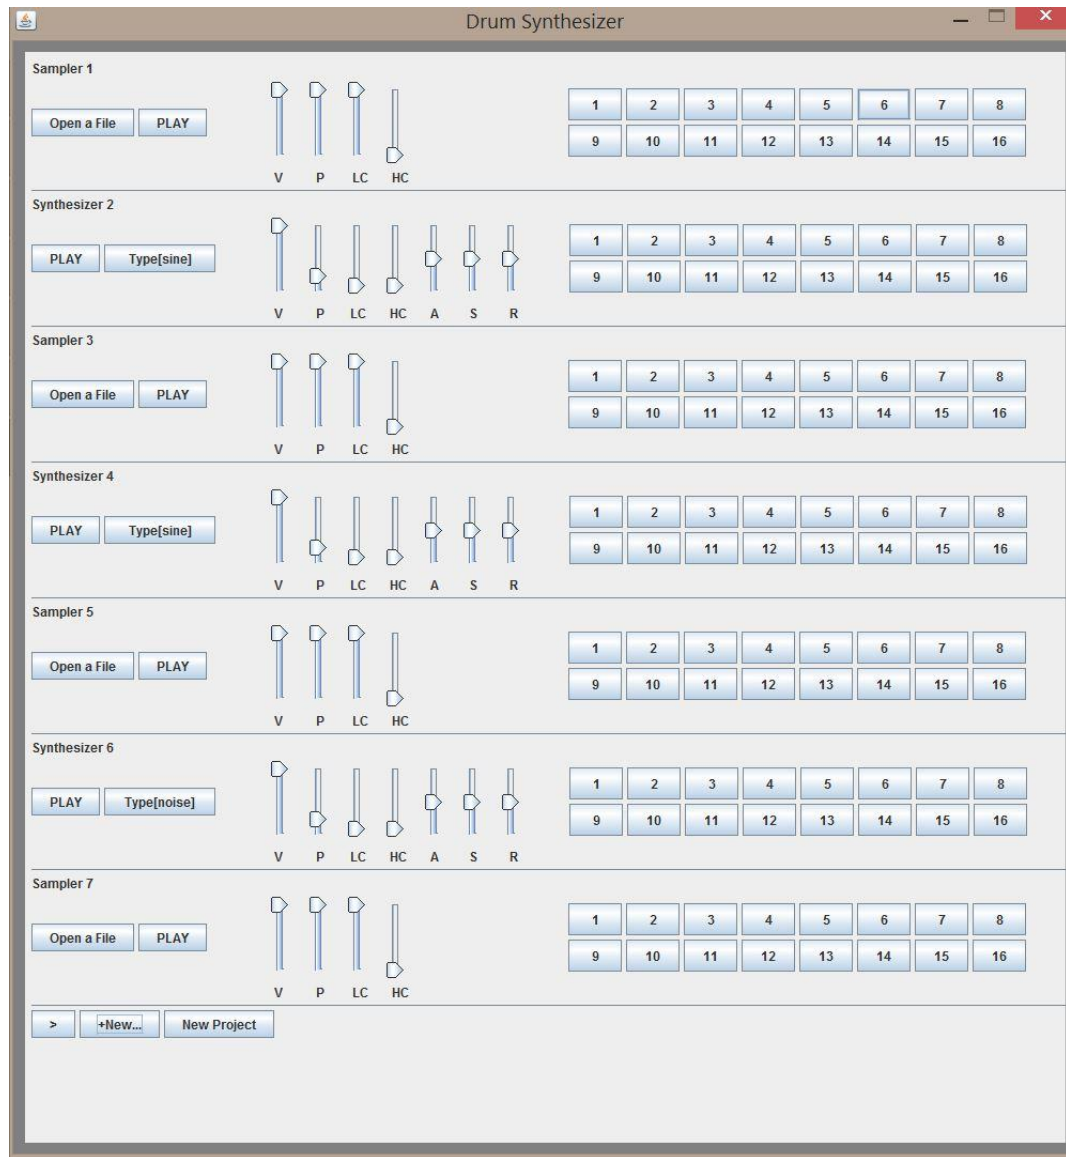 Drum Synthesizer
Sampler 1
Open a File PLAY
1 2 3 4 5 6 7 8
9 10 11 12 13 14 15 16
V P LC HC
Synthesizer 2
PLAY Type[sine]
1 2 3 4 5 6 7 8
9 10 11 12 13 14 15 16
V P LC HC A S R
Sampler 3
Open a File PLAY
1 2 3 4 5 6 7 8
9 10 11 12 13 14 15 16
V P LC HC
Synthesizer 4
PLAY Type[sine]
1 2 3 4 5 6 7 8
9 10 11 12 13 14 15 16
V P LC HC A S R
Sampler 5
Open a File PLAY
1 2 3 4 5 6 7 8
9 10 11 12 13 14 15 16
V P LC HC
Synthesizer 6
PLAY Type[noise]
1 2 3 4 5 6 7 8
9 10 11 12 13 14 15 16
V P LC HC A S R
Sampler 7
Open a File PLAY
1 2 3 4 5 6 7 8
9 10 11 12 13 14 15 16
V P LC HC
> +New... New Project